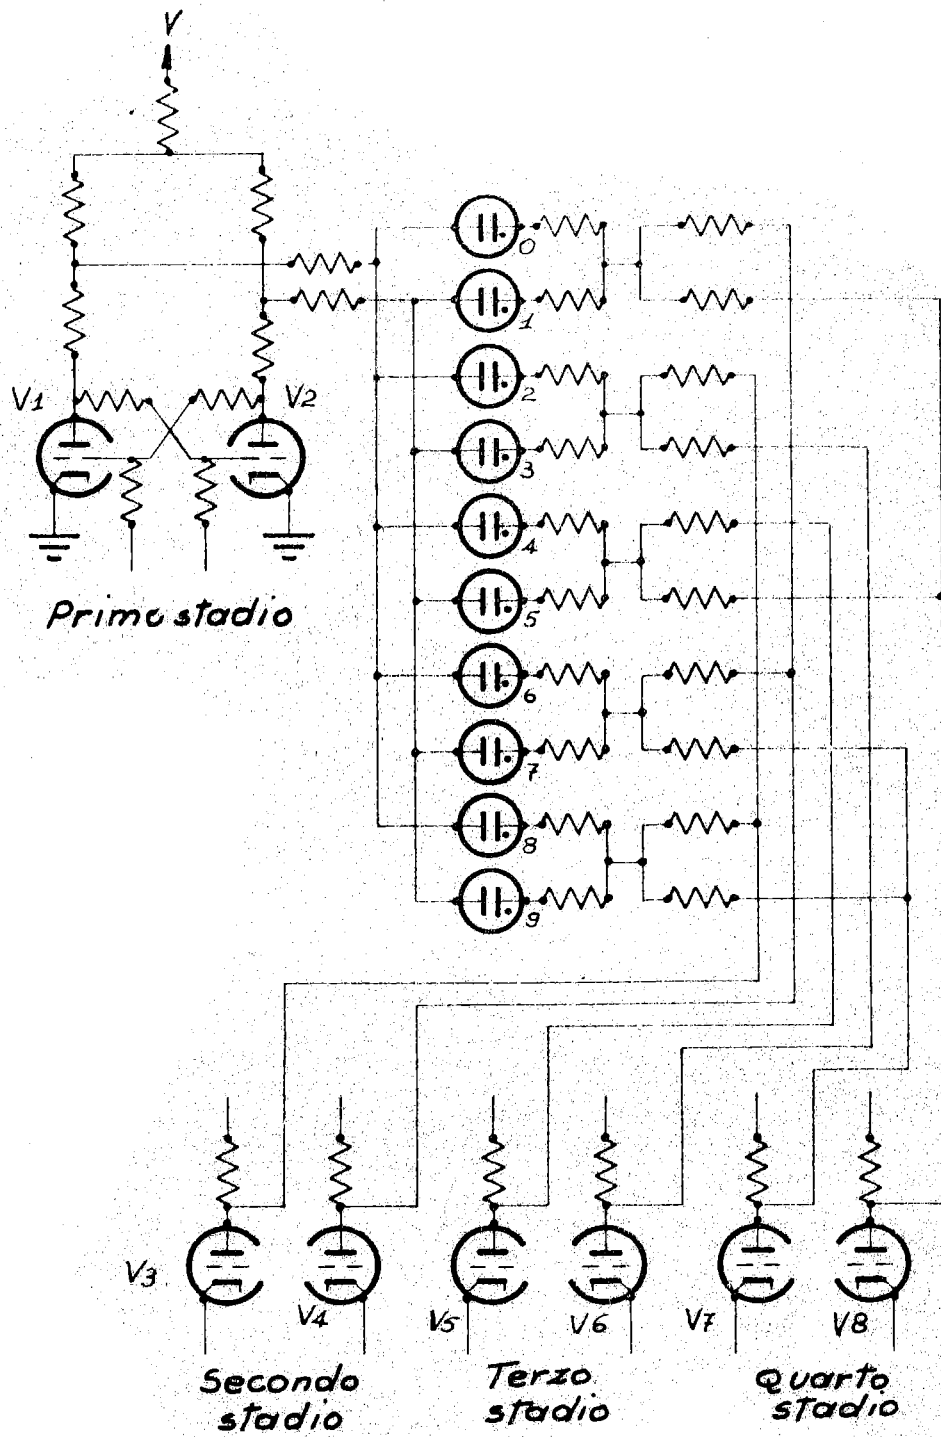 V
0
1
2
V1
V2
3
4
5
Primo stadio
6
7
8
9
V3
V4
V5
V6
V7
V8
Secondo
stadio
Terzo
stadio
Quarto
stadio